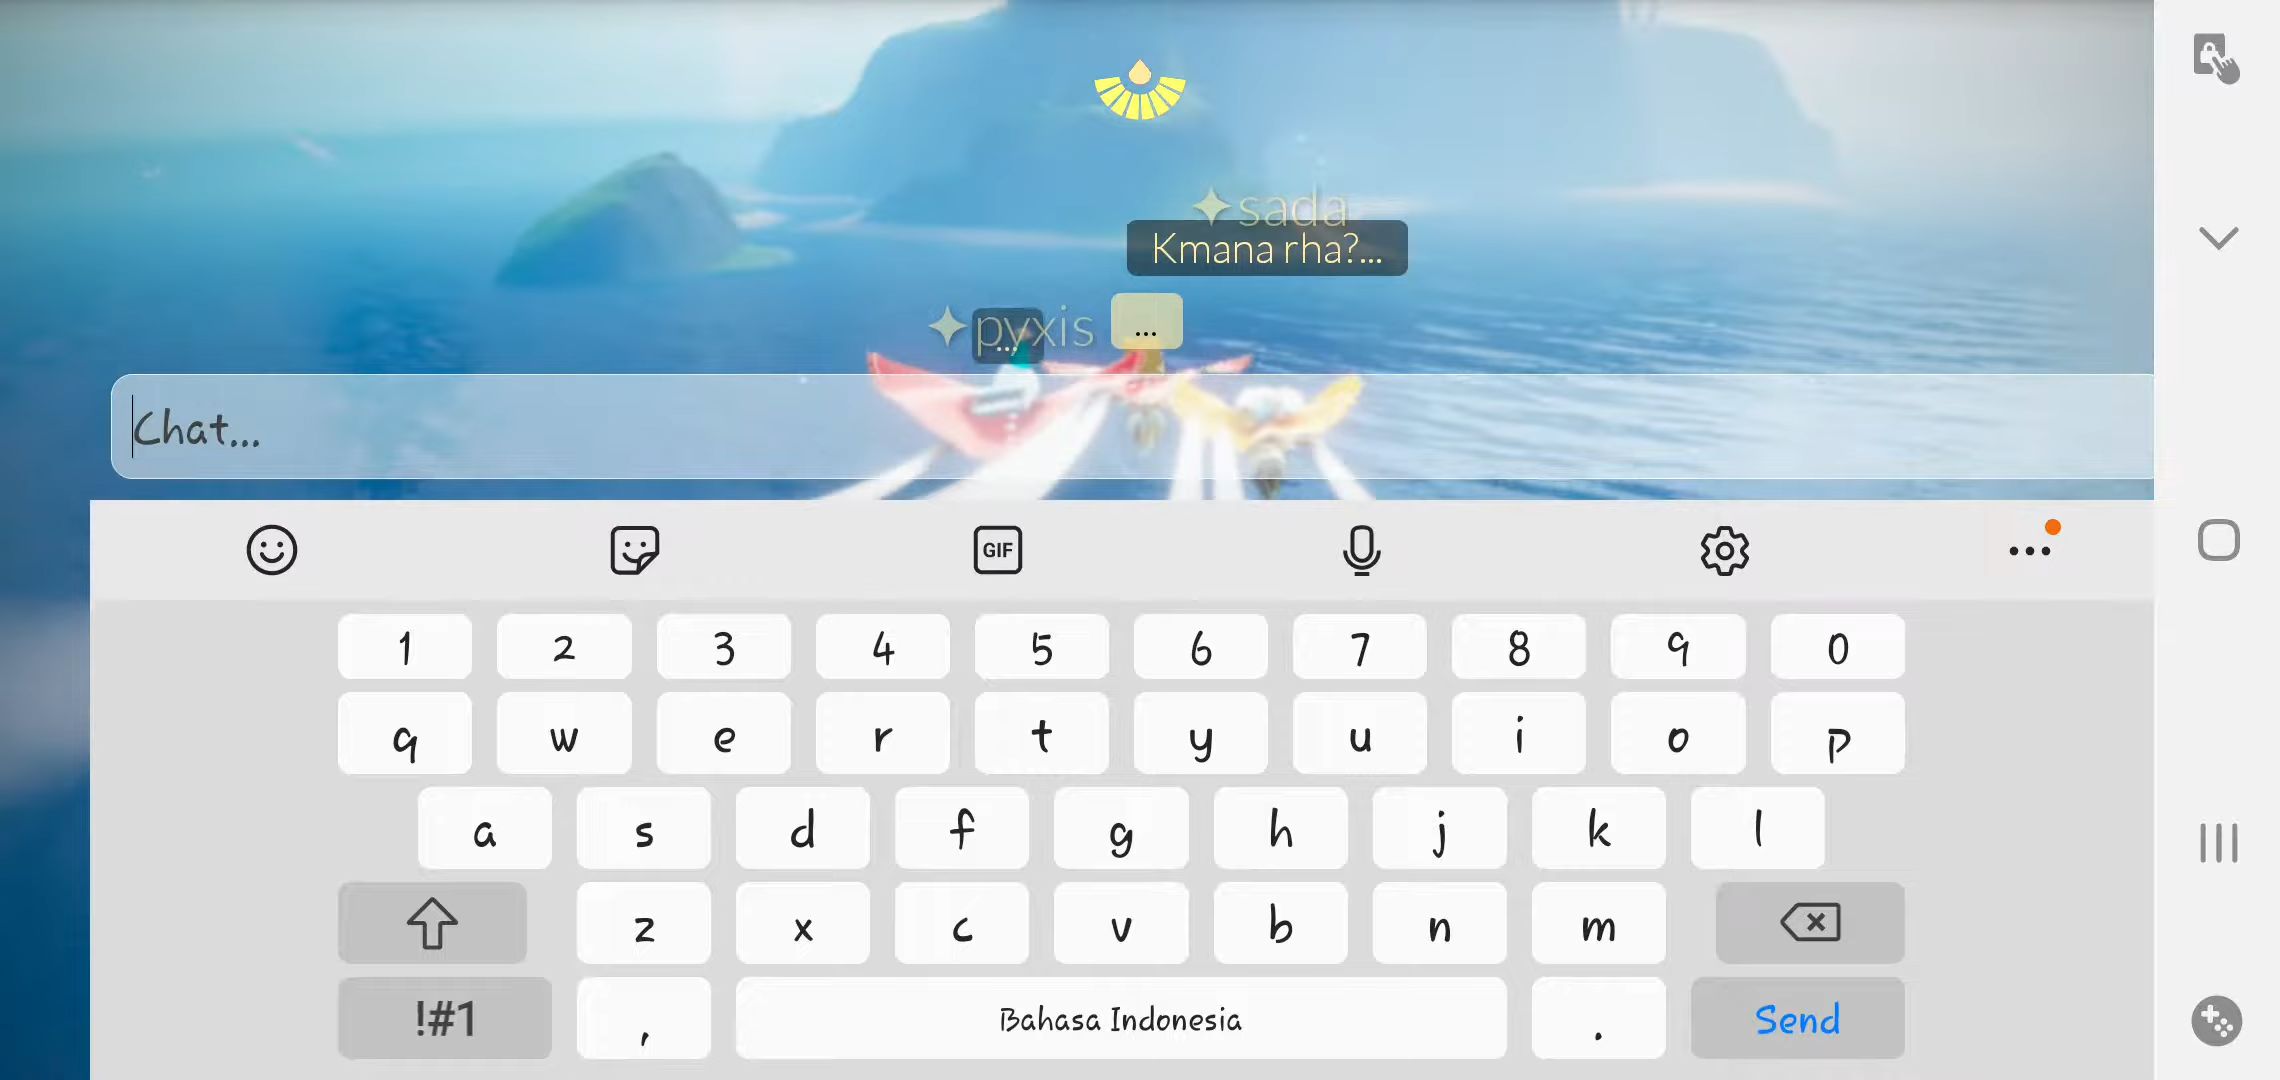 sada
Kmana rha?...
pyxis
...
...
Chat...
GIF
1 2 3 4 5 6 7 8 9 0
q w e r t y u i o p
a s d f g h j k l
z x c v b n m
!#1 , Bahasa Indonesia . Send